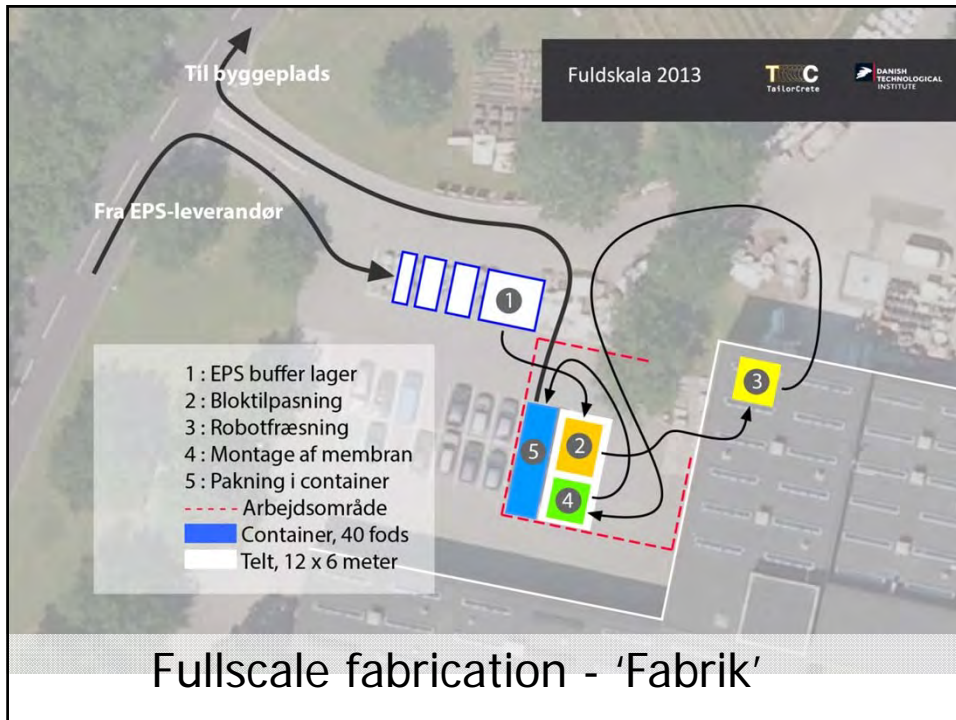 Til byggeplads
Fuldskala 2013
TailorCrete
DANISH
TECHNOLOGICAL
INSTITUTE
Fra EPS-leverandør
1
3
2
5
4
1 : EPS buffer lager
2 : Bloktilpasning
3 : Robotfræsning
4 : Montage af membran
5 : Pakning i container
Arbejdsområde
Container, 40 fods
Telt, 12 x 6 meter
Fullscale fabrication - ‘Fabrik’